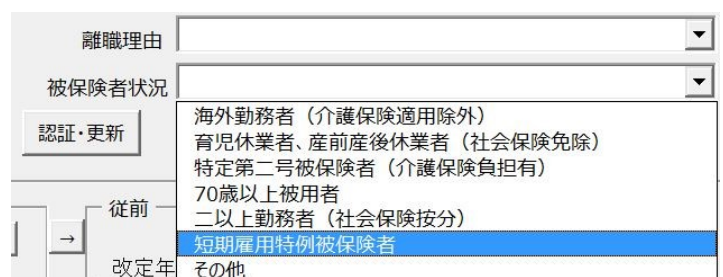 離職理由
被保険者状況
海外勤務者（介護保険適用除外）
認証・更新
育児休業者、産前産後休業者（社会保険免除）
特定第二号被保険者（介護保険負担有）
70歳以上被用者
従前
二以上勤務者（社会保険按分）
→
短期雇用特例被保険者
改定年
その他